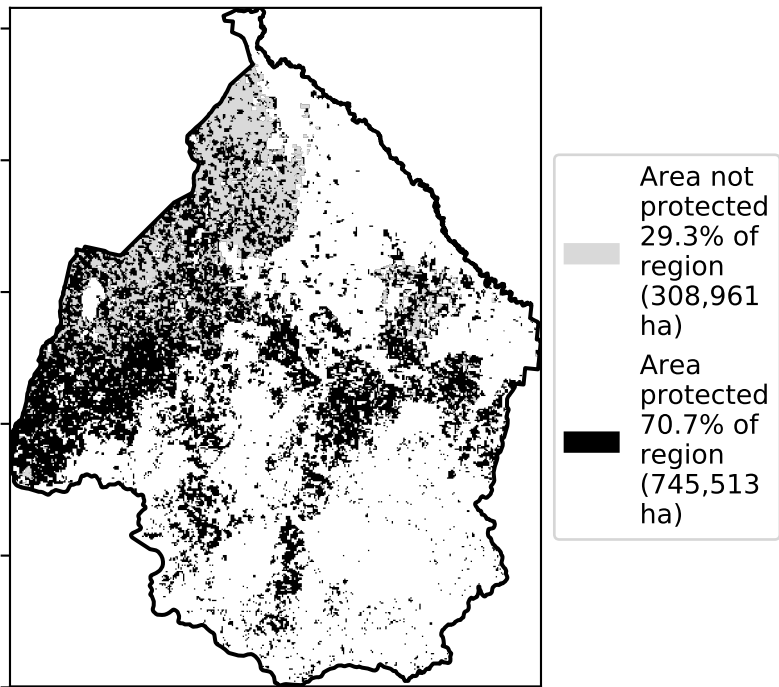 Area not
protected
29.3% of
region
(308,961
ha)
Area
protected
70.7% of
region
(745,513
ha)